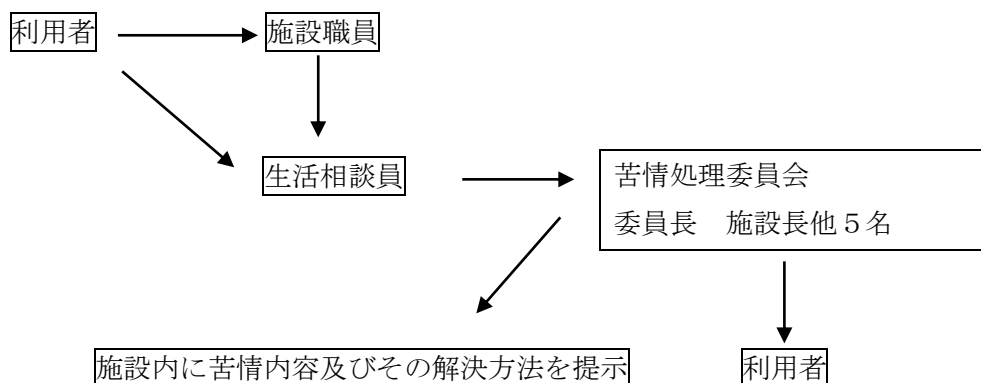 利用者
施設職員
生活相談員
苦情処理委員会
委員長　施設長他５名
施設内に苦情内容及びその解決方法を提示
利用者